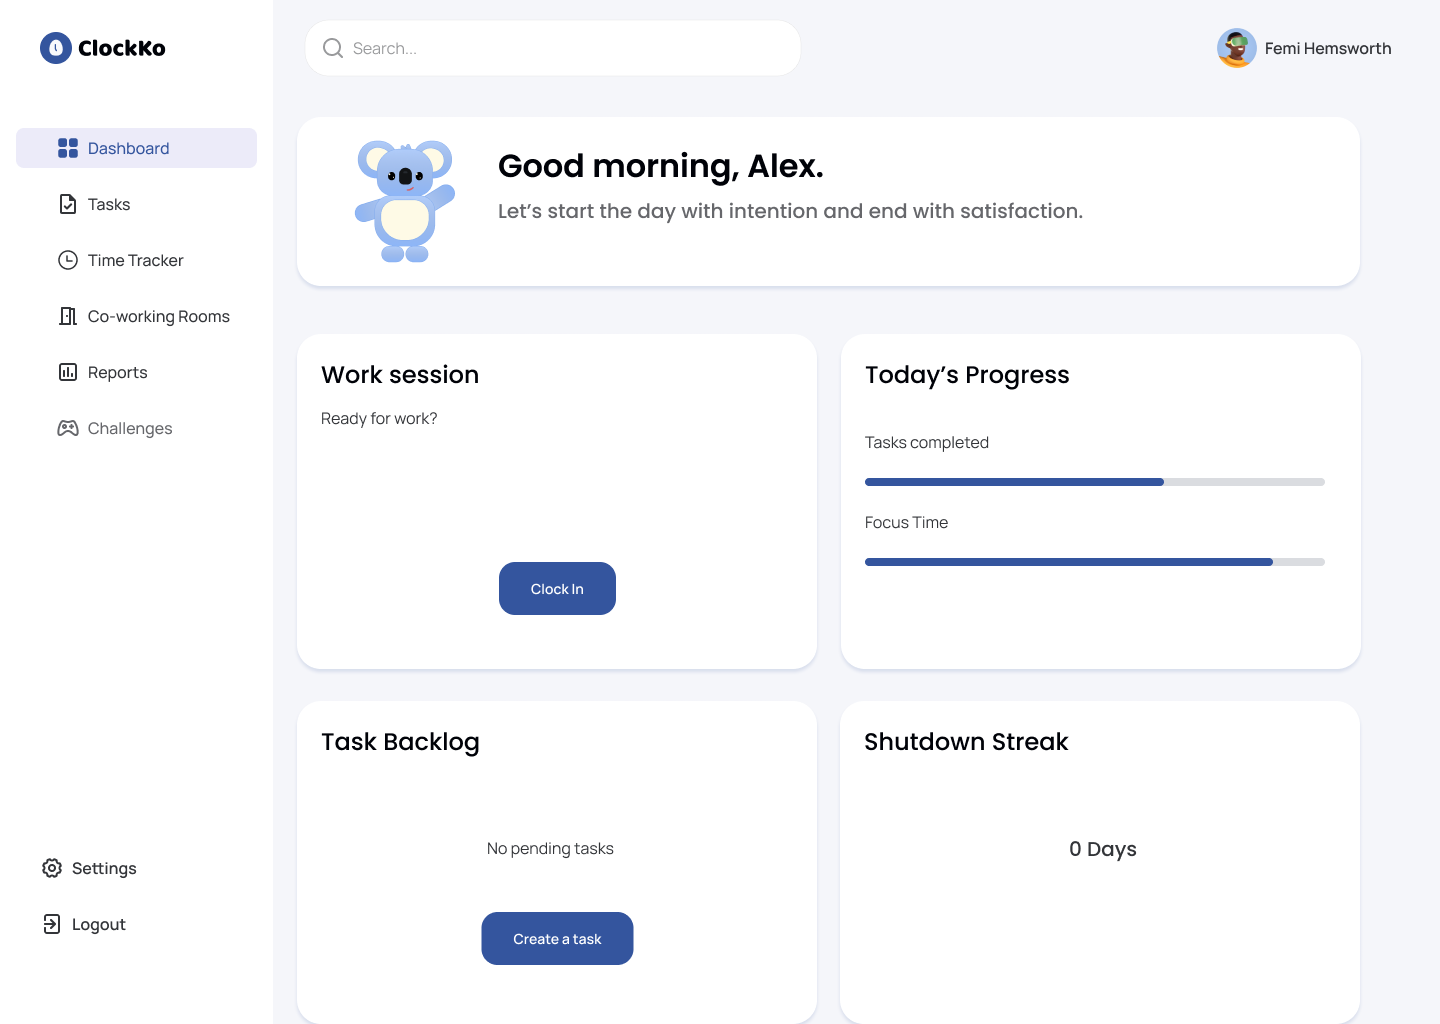 ClockKo
Search...
Femi Hemsworth
Dashboard
Tasks
Time Tracker
Co-working Rooms
Reports
Challenges
Settings
Logout
Good morning, Alex.
Let’s start the day with intention and end with satisfaction.
Work session
Ready for work?
Clock In
Today’s Progress
Tasks completed
Focus Time
Task Backlog
No pending tasks
Create a task
Shutdown Streak
0 Days